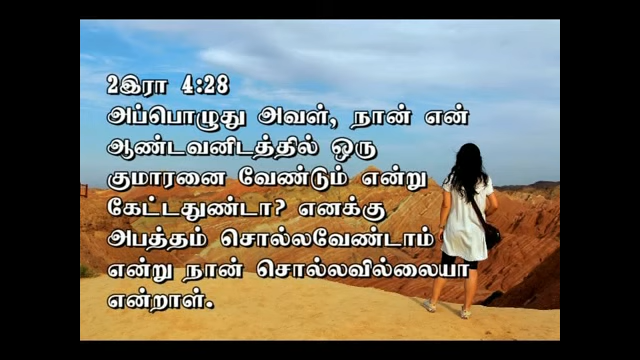 2இரா 4:28
அப்பொழுது அவள், நான் என்
ஆண்டவனிடத்தில் ஒரு
குமாரனை வேண்டும் என்று
கேட்டதுண்டா? எனக்கு
அபத்தம் சொல்லவேண்டாம்
என்று நான் சொல்லவில்லையா
என்றாள்.